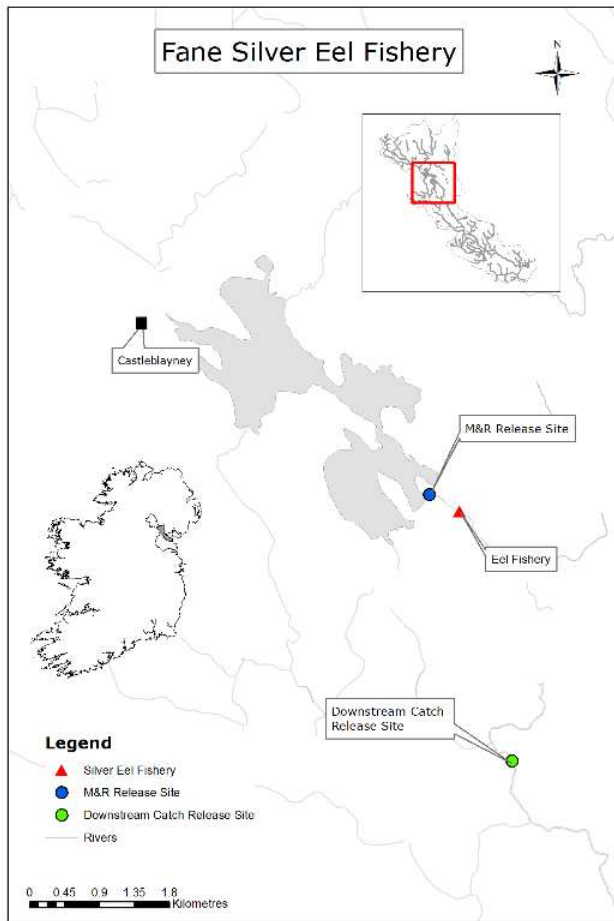 Fane Silver Eel Fishery
N
Castleblayney
M&R Release Site
Eel Fishery
Downstream Catch
Release Site
Legend
Silver Eel Fishery
M&R Release Site
Downstream Catch Release Site
Rivers
0 0.45 0.9 1.35 1.8
Kilometres